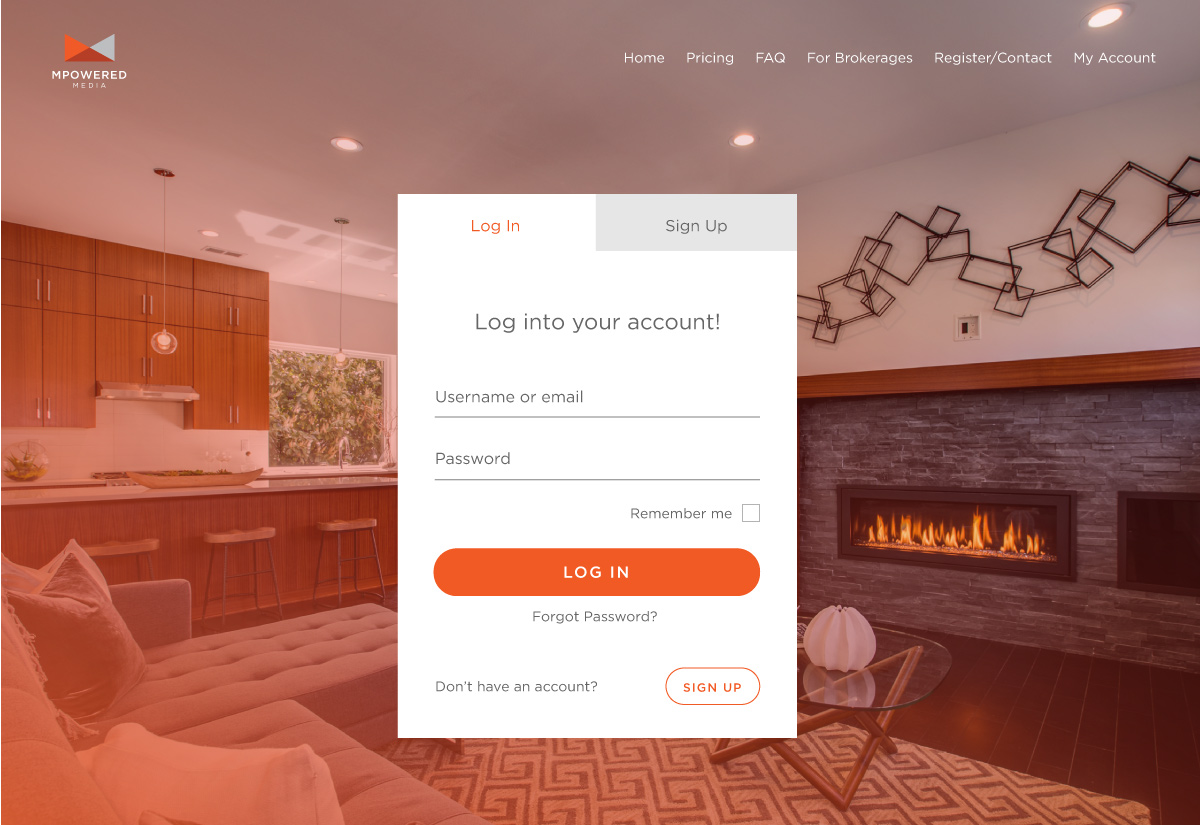 MPOWERED
MEDIA
Home Pricing FAQ For Brokerages Register/Contact My Account
Log In Sign Up
Log into your account!
Username or email
Password
Remember me
LOG IN
Forgot Password?
Don't have an account? SIGN UP